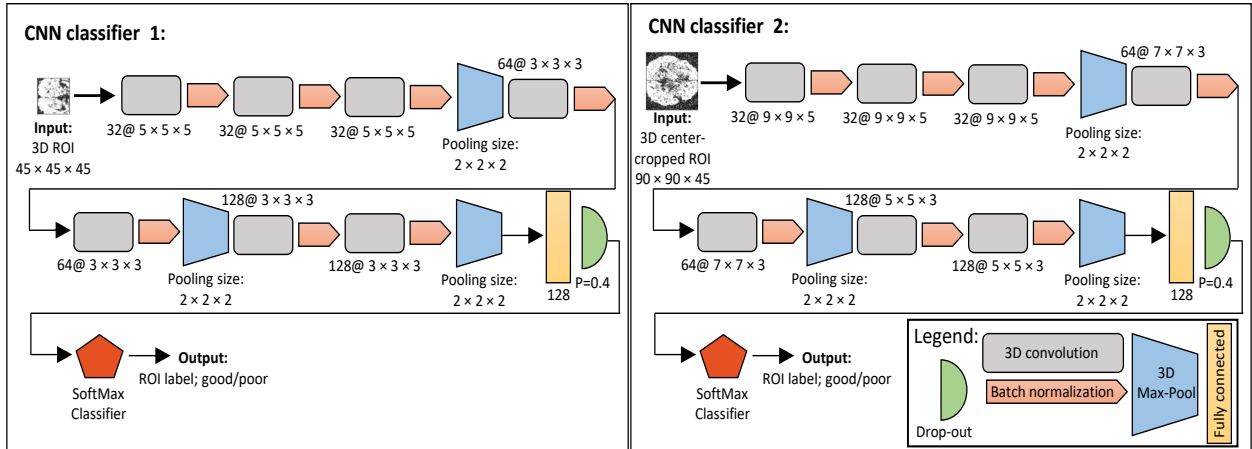 CNN classifier 1:
64@ 3 × 3 × 3
32@ 5 × 5 × 5
32@ 5 × 5 × 5
32@ 5 × 5 × 5
Input:
3D ROI
45 × 45 × 45
Pooling size:
2 × 2 × 2
128@ 3 × 3 × 3
64@ 3 × 3 × 3
Pooling size:
2 × 2 × 2
128@ 3 × 3 × 3
Pooling size:
2 × 2 × 2
128
P=0.4
SoftMax
Classifier
Output:
ROI label; good/poor
CNN classifier 2:
64@ 7 × 7 × 3
32@ 9 × 9 × 5
32@ 9 × 9 × 5
32@ 9 × 9 × 5
Input:
3D center-
cropped ROI
90 × 90 × 45
Pooling size:
2 × 2 × 2
128@ 5 × 5 × 3
64@ 7 × 7 × 3
Pooling size:
2 × 2 × 2
128@ 5 × 5 × 3
Pooling size:
2 × 2 × 2
128
P=0.4
SoftMax
Classifier
Output:
ROI label; good/poor
Legend:
3D convolution
Batch normalization
Drop-out
3D
Max-Pool
Fully connected